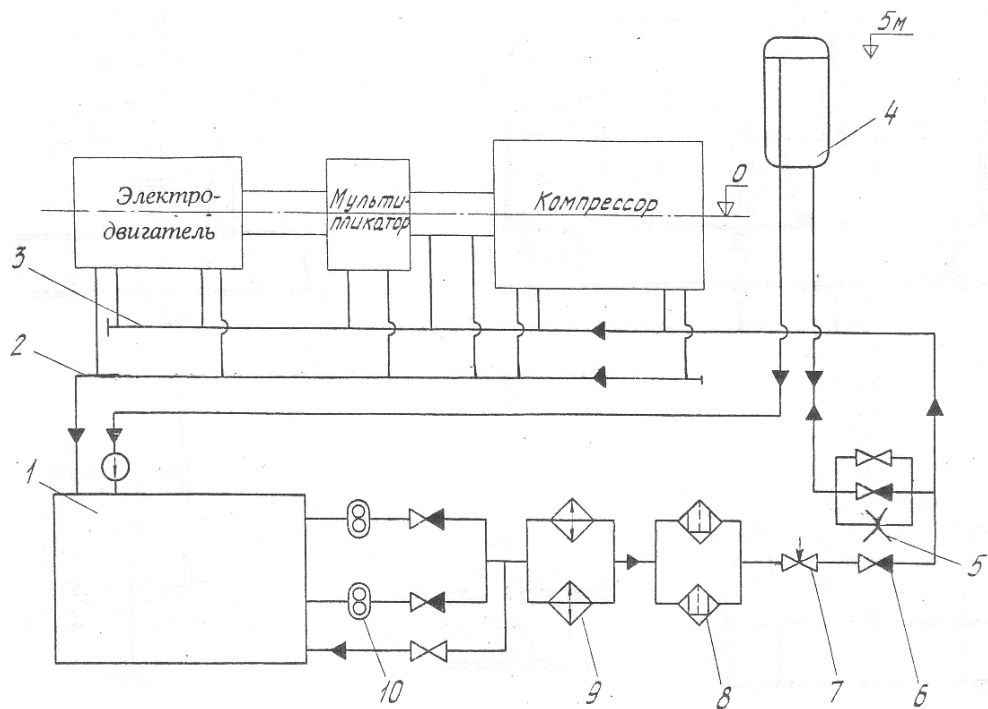 5м
4
Электро-
двигатель
Мульти-
пликатор
Компрессор
0
3
2
1
5
10
9
8
7
6